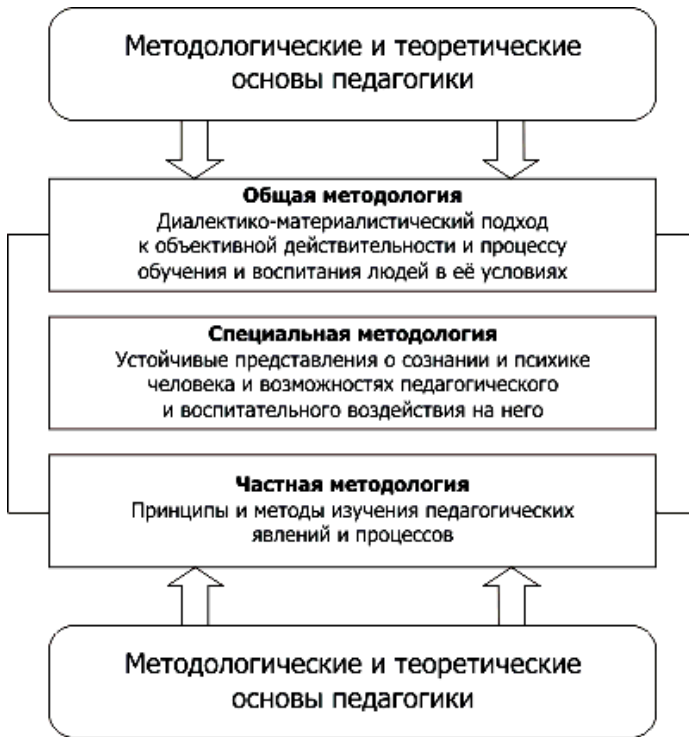 Методологические и теоретические
основы педагогики
Общая методология
Диалектико-материалистический подход
к объективной действительности и процессу
обучения и воспитания людей в её условиях
Специальная методология
Устойчивые представления о сознании и психике
человека и возможностях педагогического
и воспитательного воздействия на него
Частная методология
Принципы и методы изучения педагогических
явлений и процессов
Методологические и теоретические
основы педагогики